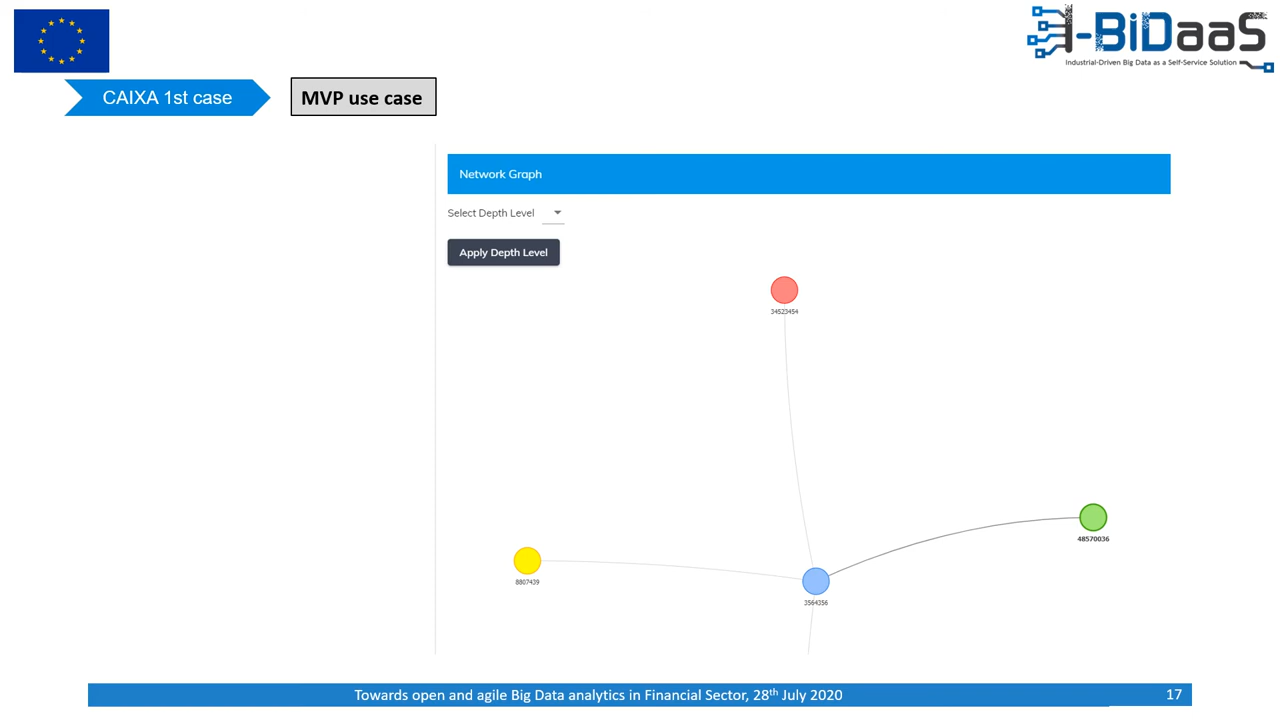 I-BiDaaS
Industrial-Driven Big Data as a Self-Service Solution
CAIXA 1st case
MVP use case
Network Graph
Select Depth Level
Apply Depth Level
34523454
48570036
8807439
3564356
Towards open and agile Big Data analytics in Financial Sector, 28th July 2020
17